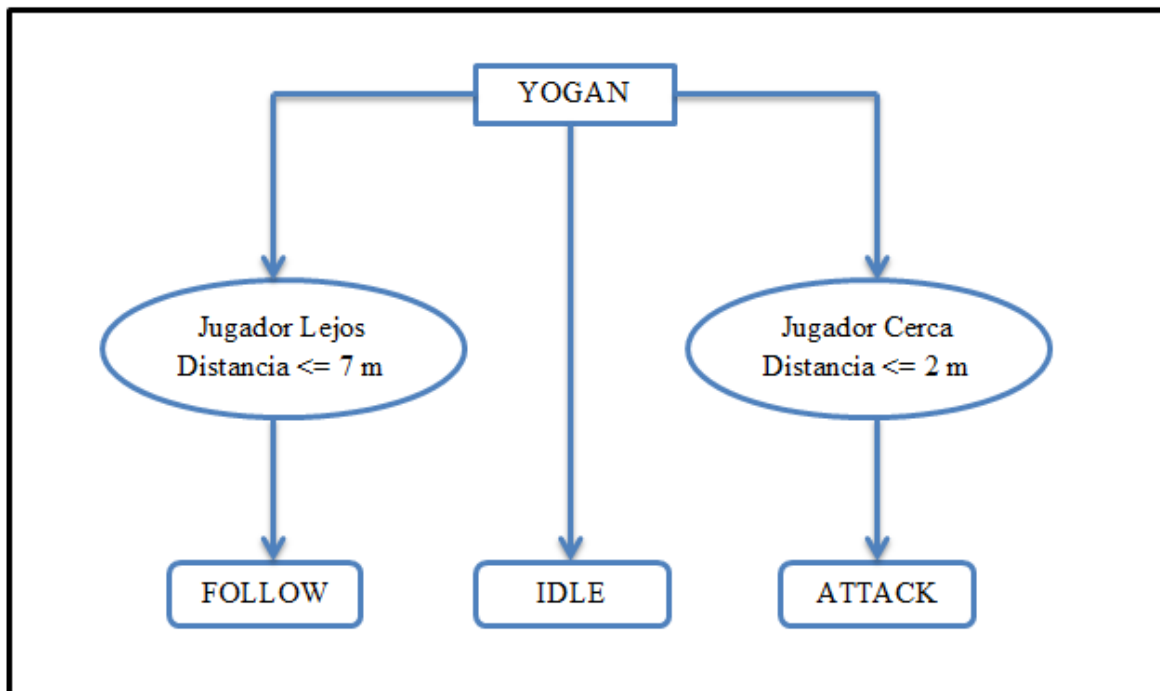 YOGAN
Jugador Lejos
Distancia <= 7 m
Jugador Cerca
Distancia <= 2 m
FOLLOW
IDLE
ATTACK